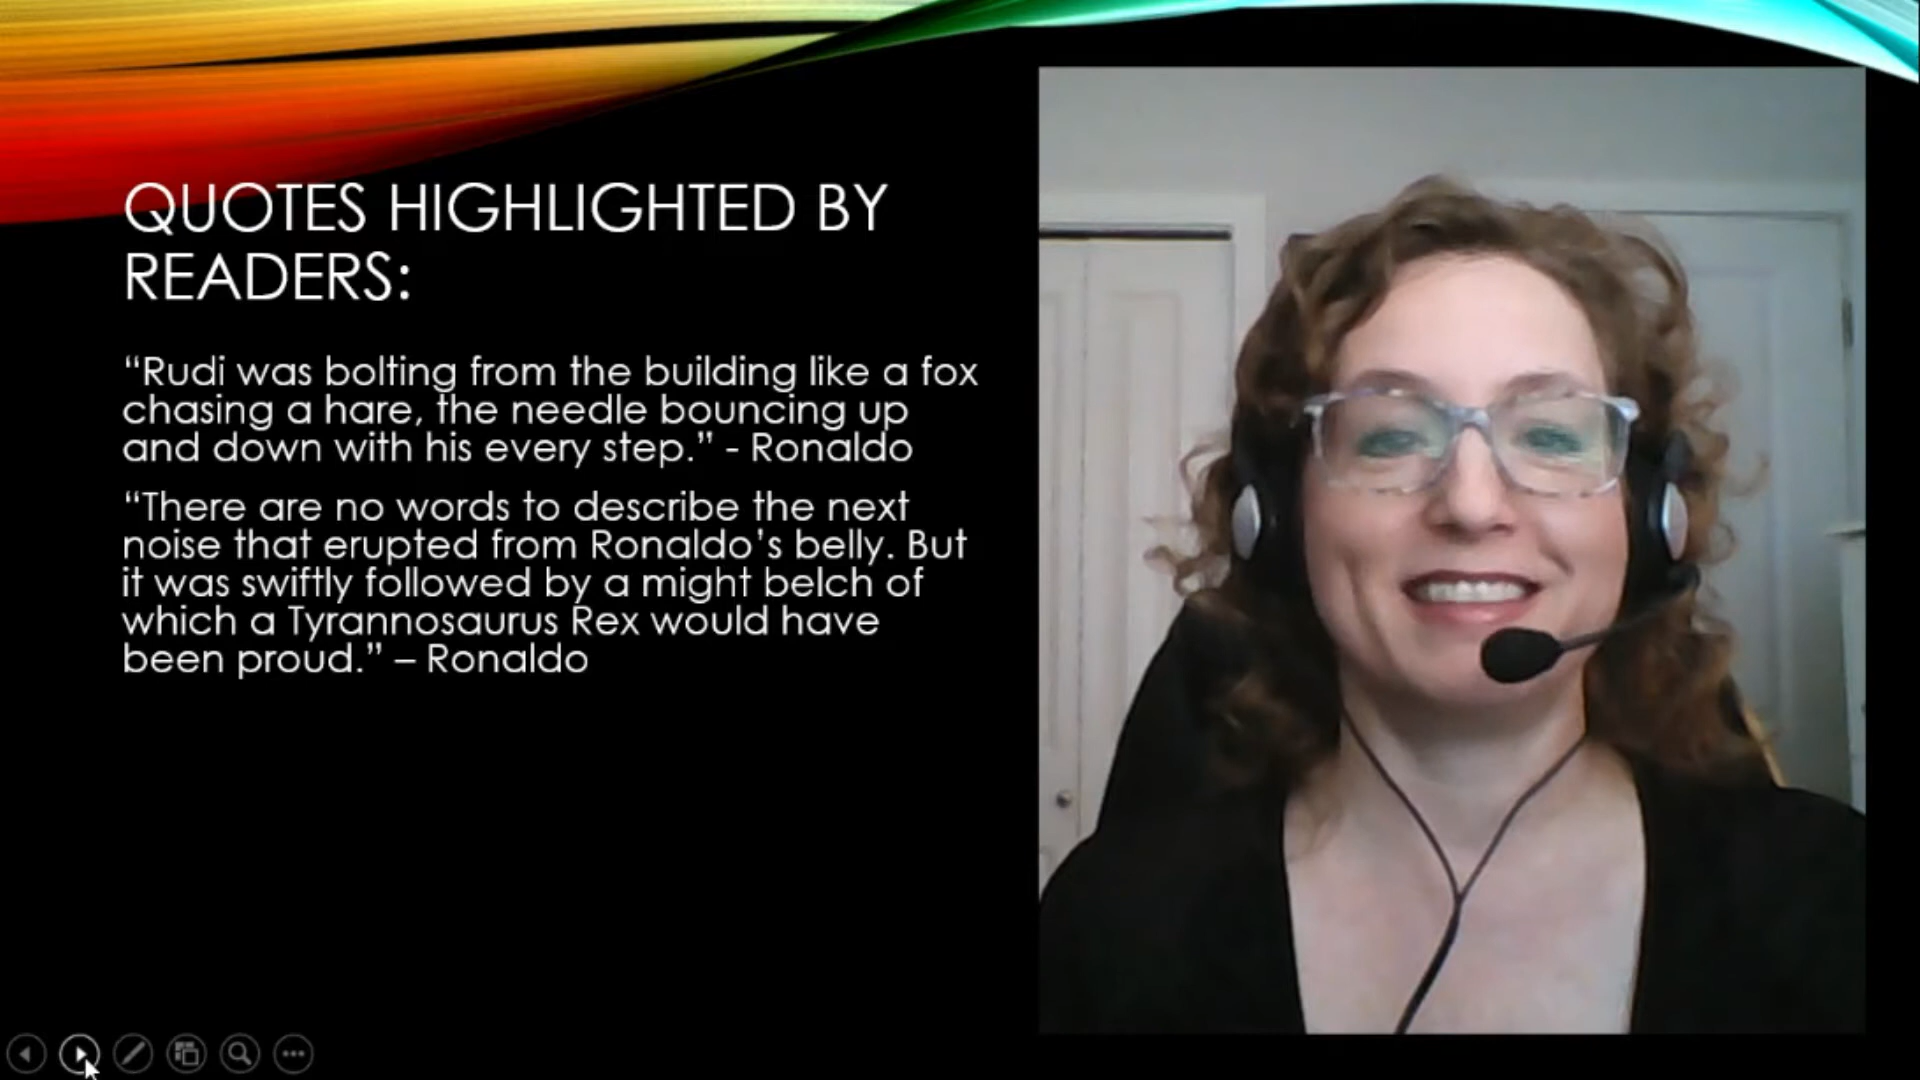 QUOTES HIGHLIGHTED BY
READERS:
“Rudi was bolting from the building like a fox
chasing a hare, the needle bouncing up
and down with his every step.” - Ronaldo
“There are no words to describe the next
noise that erupted from Ronaldo’s belly. But
it was swiftly followed by a might belch of
which a Tyrannosaurus Rex would have
been proud.” – Ronaldo